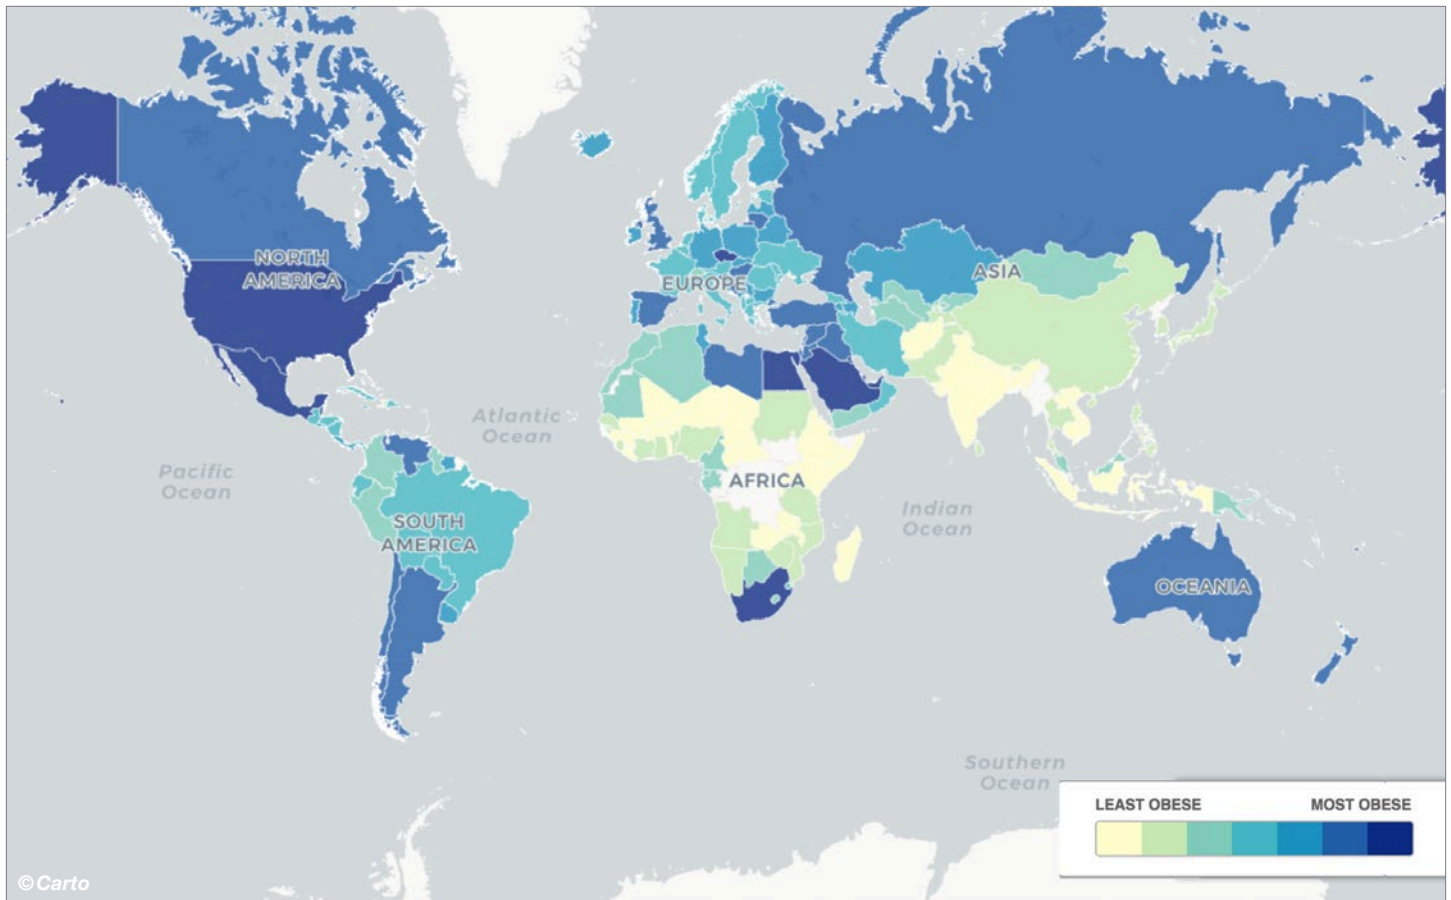 NORTH
AMERICA
EUROPE
ASIA
Atlantic
Ocean
Pacific
Ocean
AFRICA
SOUTH
AMERICA
Indian
Ocean
OCEANIA
Southern
Ocean
LEAST OBESE
MOST OBESE
©Carto